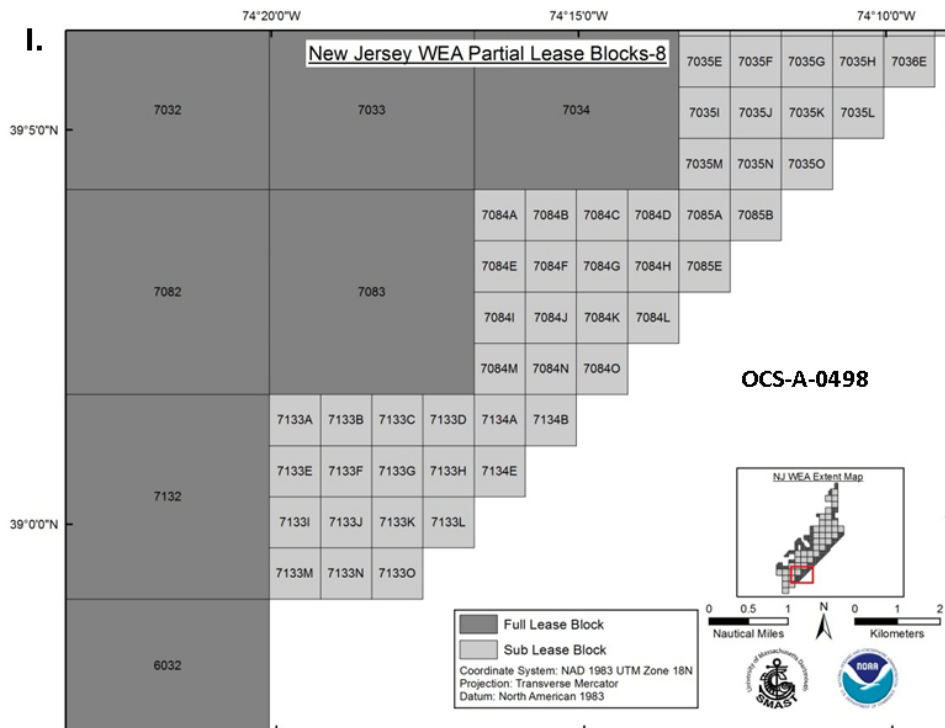 I.
74°20'0"W
74°15'0"W
74°10'0"W
New Jersey WEA Partial Lease Blocks-8
7035E 7035F 7035G 7035H 7036E
7032 7033 7034
7035I 7035J 7035K 7035L
39°5'0"N
7035M 7035N 7035O
7084A 7084B 7084C 7084D 7085A 7085B
7084E 7084F 7084G 7084H 7085E
7082 7083
7084I 7084J 7084K 7084L
7084M 7084N 7084O
OCS-A-0498
7133A 7133B 7133C 7133D 7134A 7134B
7133E 7133F 7133G 7133H 7134E
7132
39°0'0"N
7133I 7133J 7133K 7133L
7133M 7133N 7133O
6032
NJ WEA Extent Map
0 0.5 1
Nautical Miles
N
0 1 2
Kilometers
Full Lease Block
Sub Lease Block
Coordinate System: NAD 1983 UTM Zone 18N
Projection: Transverse Mercator
Datum: North American 1983
University of Massachusetts Dartmouth
SMAST
NOAA